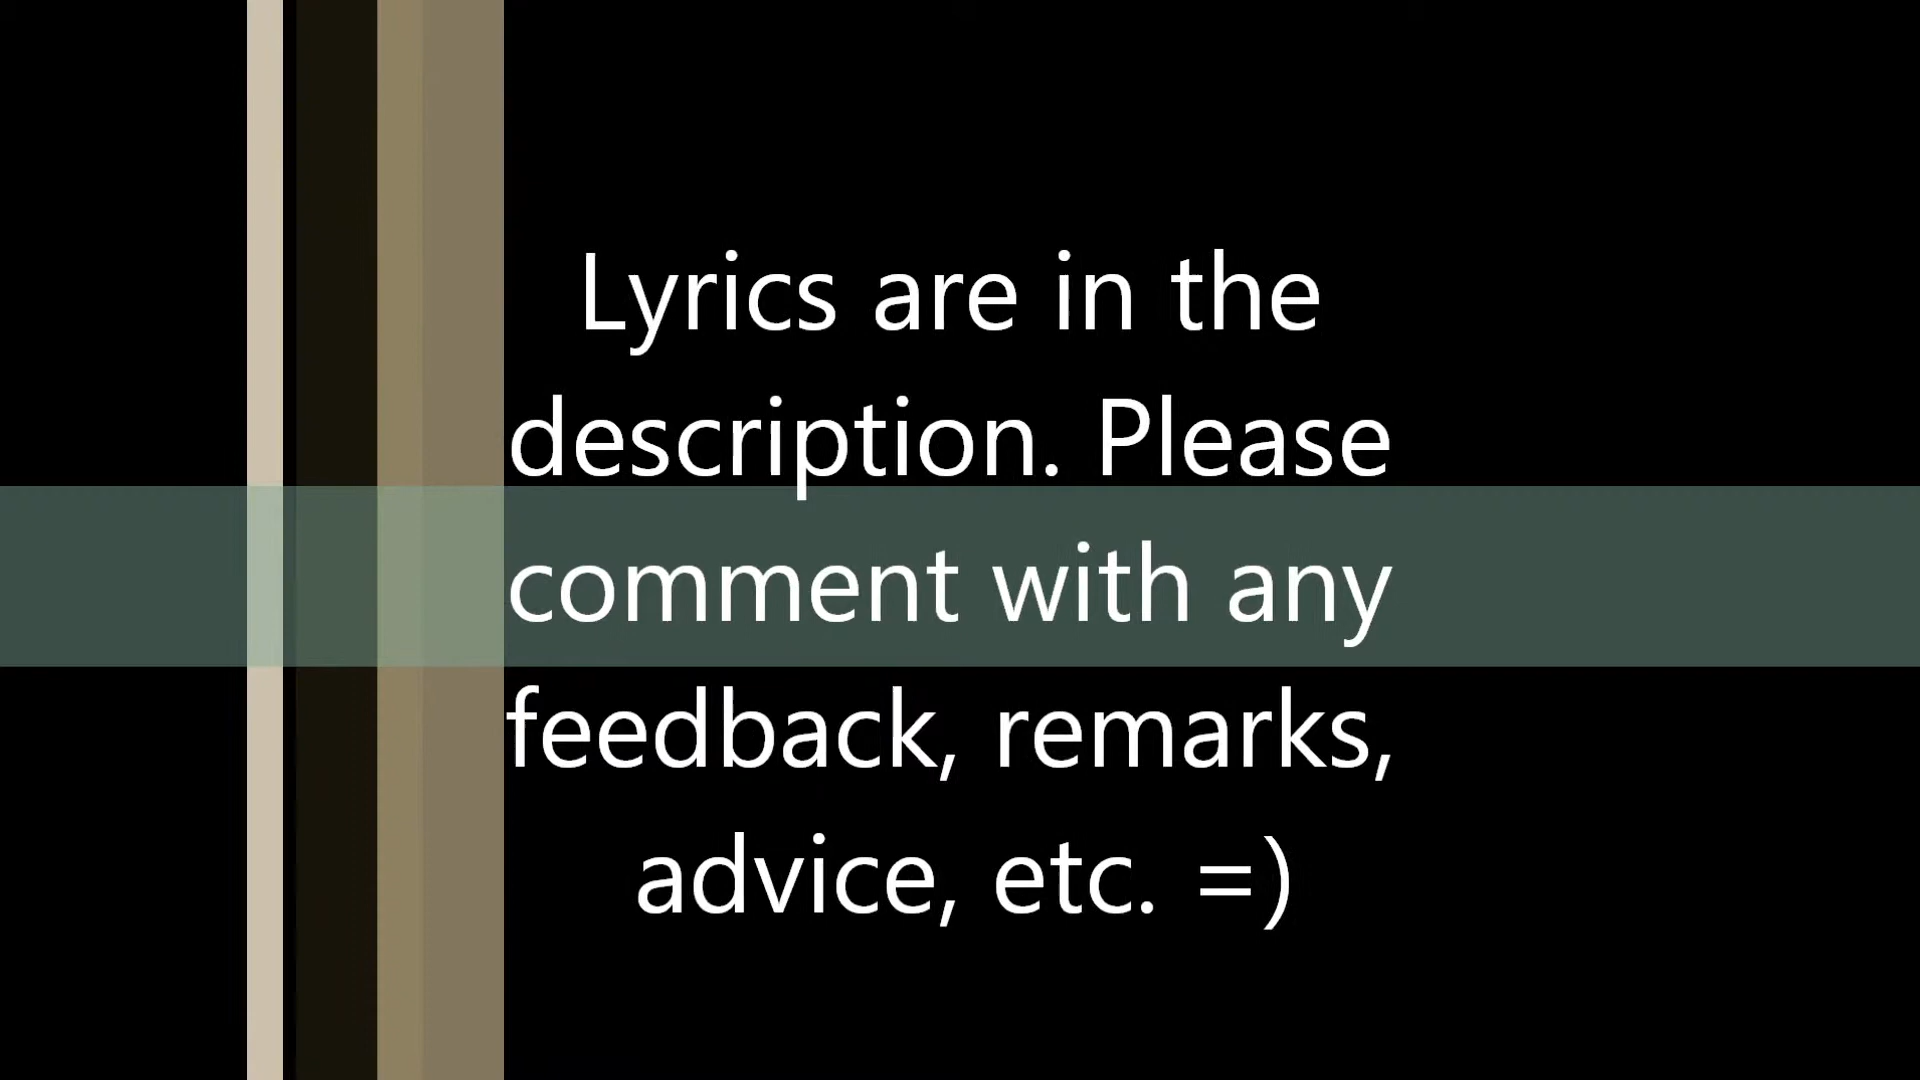 Lyrics are in the
description. Please
comment with any
feedback, remarks,
advice, etc. =)